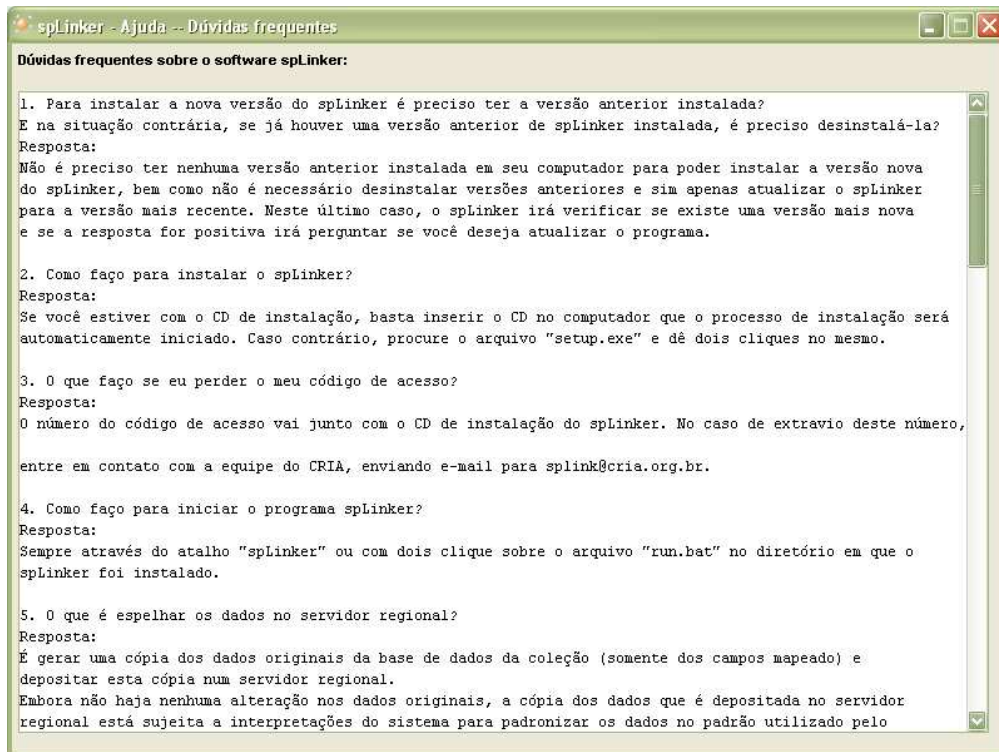 spLinker - Ajuda -- Dúvidas frequentes
Dúvidas frequentes sobre o software spLinker:
1. Para instalar a nova versão do spLinker é preciso ter a versão anterior instalada?
E na situação contrária, se já houver uma versão anterior de spLinker instalada, é preciso desinstalá-la?
Resposta:
Não é preciso ter nenhuma versão anterior instalada em seu computador para poder instalar a versão nova
do spLinker, bem como não é necessário desinstalar versões anteriores e sim apenas atualizar o spLinker
para a versão mais recente. Neste último caso, o spLinker irá verificar se existe uma versão mais nova
e se a resposta for positiva irá perguntar se você deseja atualizar o programa.
2. Como faço para instalar o spLinker?
Resposta:
Se você estiver com o CD de instalação, basta inserir o CD no computador que o processo de instalação será
automaticamente iniciado. Caso contrário, procure o arquivo "setup.exe" e dê dois cliques no mesmo.
3. O que faço se eu perder o meu código de acesso?
Resposta:
O número do código de acesso vai junto com o CD de instalação do spLinker. No caso de extravio deste número,
entre em contato com a equipe do CRIA, enviando e-mail para splink@cria.org.br.
4. Como faço para iniciar o programa spLinker?
Resposta:
Sempre através do atalho "spLinker" ou com dois clique sobre o arquivo "run.bat" no diretório em que o
spLinker foi instalado.
5. O que é espelhar os dados no servidor regional?
Resposta:
É gerar uma cópia dos dados originais da base de dados da coleção (somente dos campos mapeado) e
depositar esta cópia num servidor regional.
Embora não haja nenhuma alteração nos dados originais, a cópia dos dados que é depositada no servidor
regional está sujeita a interpretações do sistema para padronizar os dados no padrão utilizado pelo